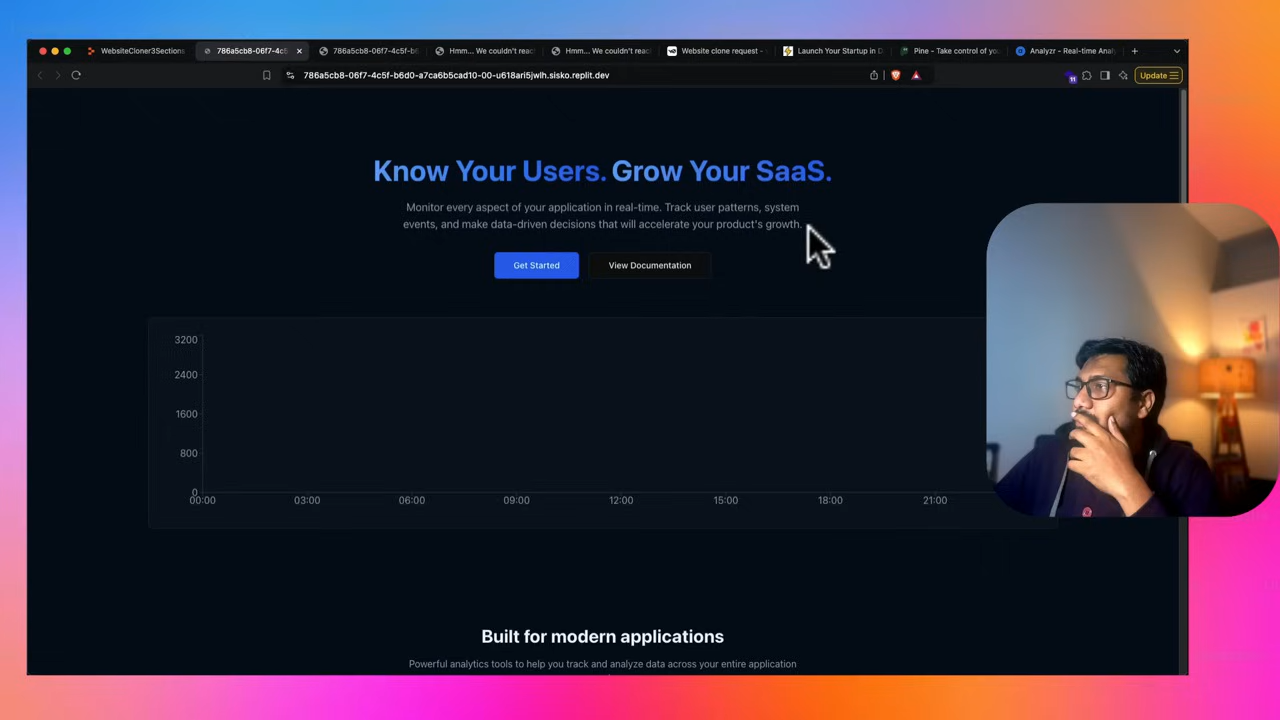 WebsiteCloner3Sections
786a5cb8-06f7-4c5
786a5cb8-06f7-4c5f-b6
Hmm... We couldn't reac
Hmm... We couldn't reac
Website clone request -
Launch Your Startup in D
Pine - Take control of you
Analyzr - Real-time Anal
786a5cb8-06f7-4c5f-b6d0-a7ca6b5cad10-00-u618ari5jwlh.sisko.replit.dev
11
Update
Know Your Users. Grow Your SaaS.
Monitor every aspect of your application in real-time. Track user patterns, system
events, and make data-driven decisions that will accelerate your product's growth.
Get Started
View Documentation
3200
2400
1600
800
0
00:00 03:00 06:00 09:00 12:00 15:00 18:00 21:00
Built for modern applications
Powerful analytics tools to help you track and analyze data across your entire application